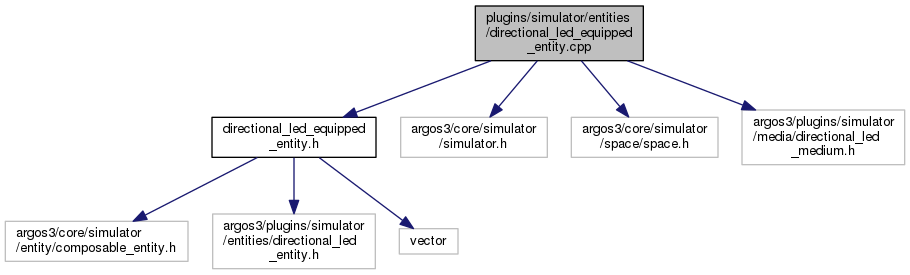 plugins/simulator/entities
/directional_led_equipped
_entity.cpp
directional_led_equipped
_entity.h
argos3/core/simulator
/simulator.h
argos3/core/simulator
/space/space.h
argos3/plugins/simulator
/media/directional_led
_medium.h
argos3/core/simulator
/entity/composable_entity.h
argos3/plugins/simulator
/entities/directional_led
_entity.h
vector